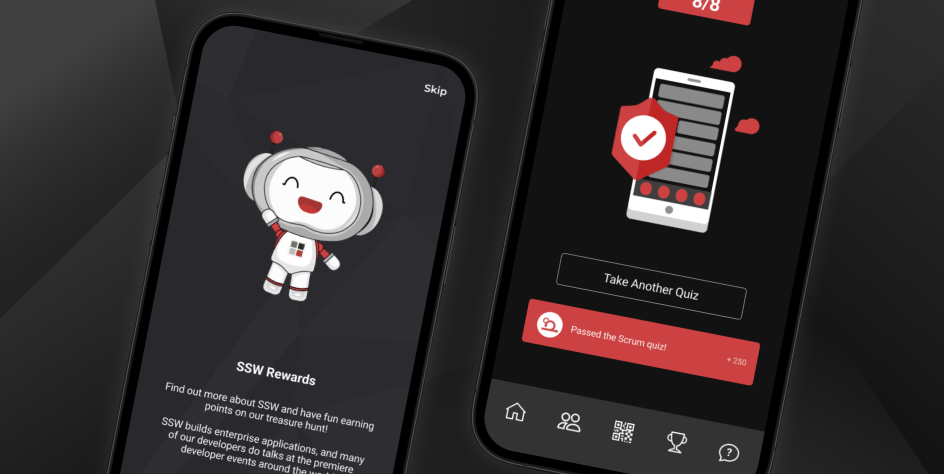 Skip
SSW Rewards
Find out more about SSW and have fun earning
points on our treasure hunt!
SSW builds enterprise applications, and many
of our developers do talks at the premiere
developer events around the
8/8
Take Another Quiz
Passed the Scrum quiz!
+ 250
?